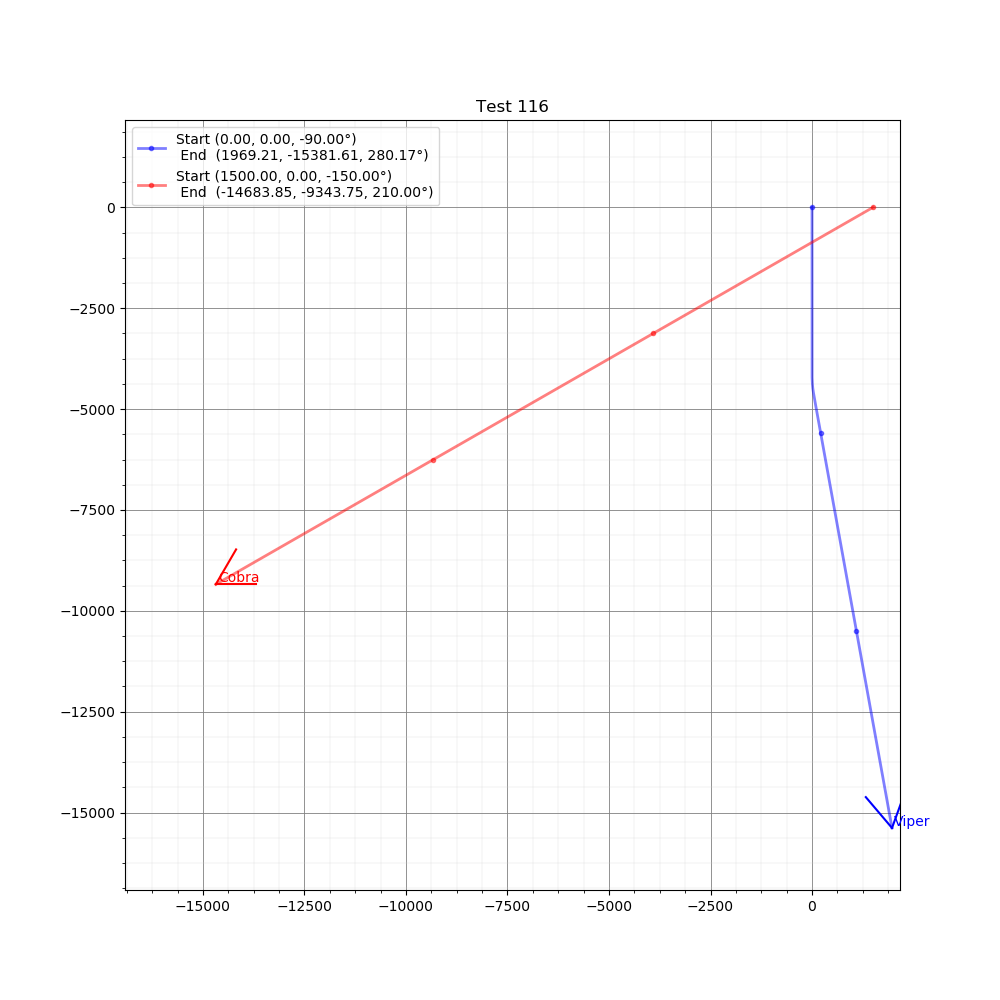 Test 116
Start (0.00, 0.00, -90.00°)
End  (1969.21, -15381.61, 280.17°)
Start (1500.00, 0.00, -150.00°)
End  (-14683.85, -9343.75, 210.00°)
0
−2500
−5000
−7500
−10000
−12500
−15000
Cobra
Viper
−15000 −12500 −10000 −7500 −5000 −2500 0